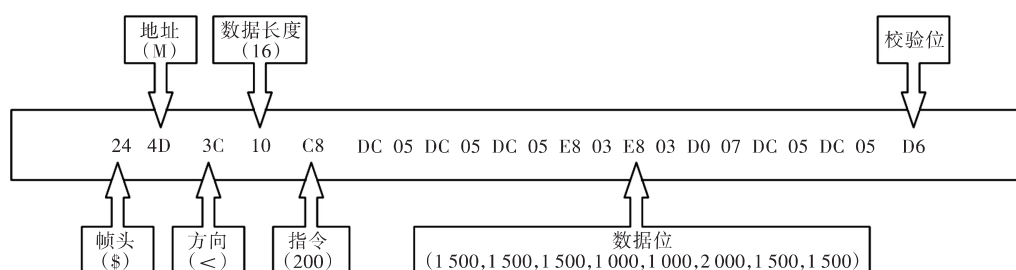 地址 数据长度 校验位
(M) (16)
24 4D 3C 10 C8 DC 05 DC 05 DC 05 E8 03 E8 03 D0 07 DC 05 DC 05 D6
帧头 方向 指令 数据位
($) (<) (200) (1 500,1 500,1 500,1 000,1 000,2 000,1 500,1 500)